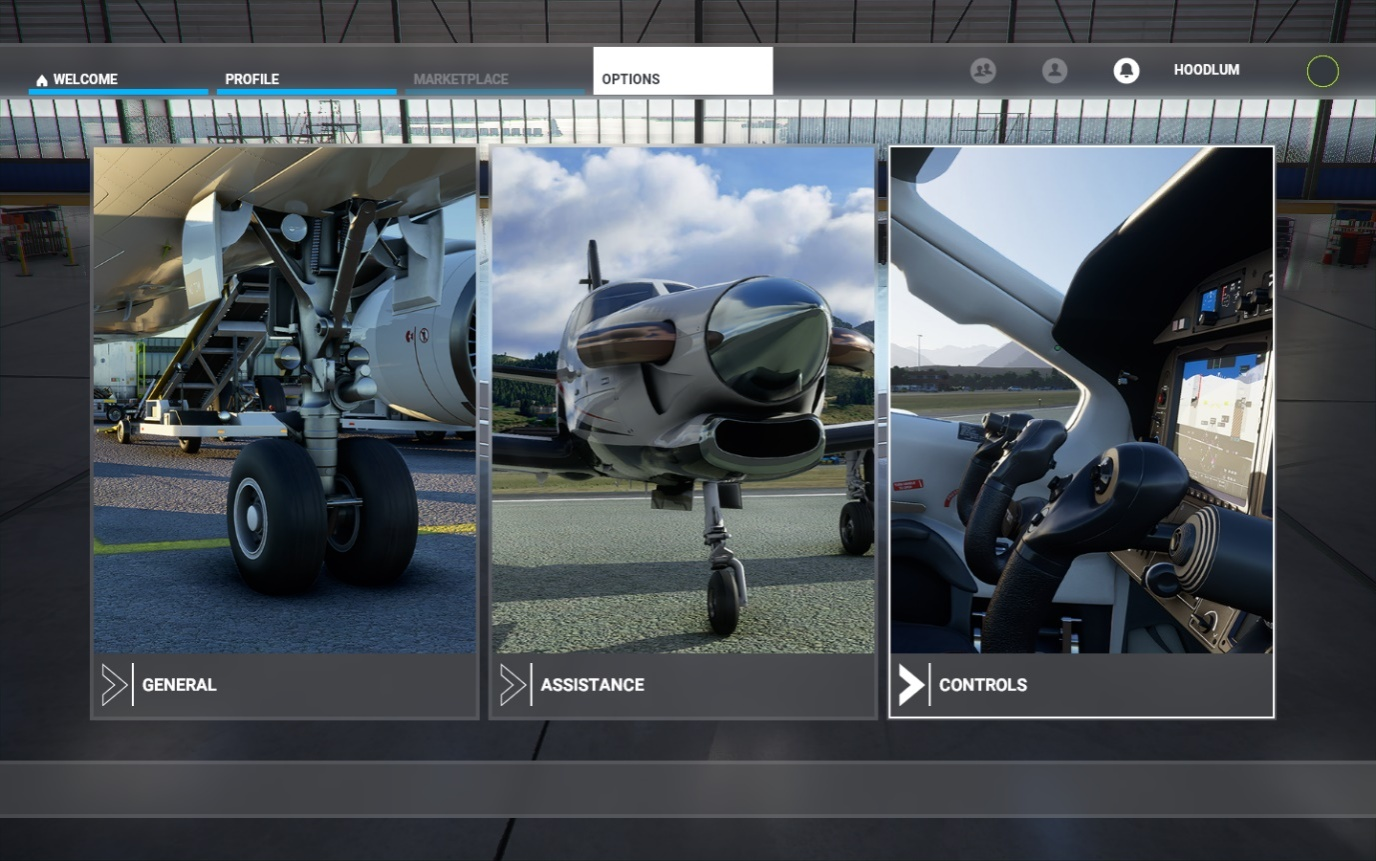 WELCOME
PROFILE
MARKETPLACE
OPTIONS
HOODLUM
GENERAL
ASSISTANCE
CONTROLS